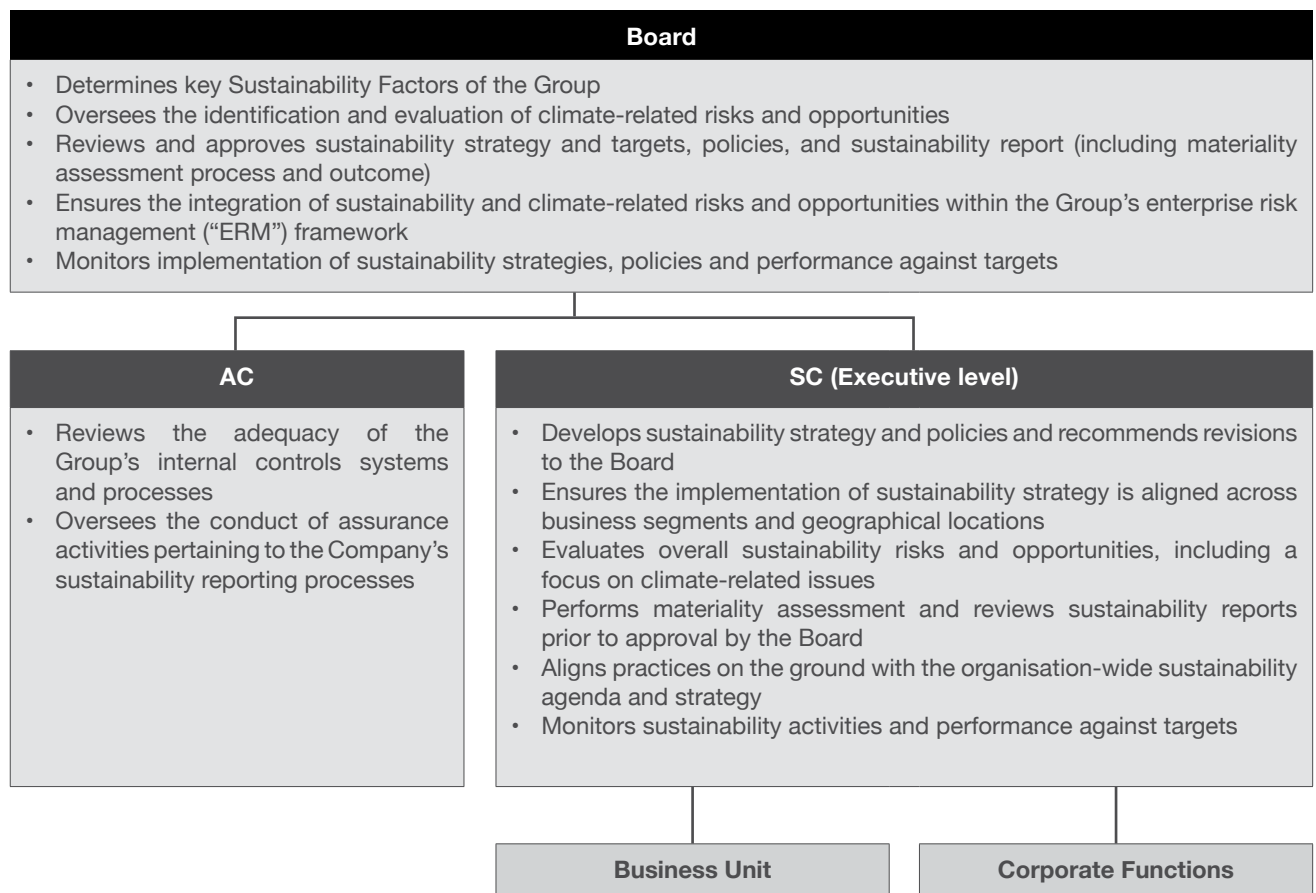 Board
• Determines key Sustainability Factors of the Group
• Oversees the identification and evaluation of climate-related risks and opportunities
• Reviews and approves sustainability strategy and targets, policies, and sustainability report (including materiality
assessment process and outcome)
• Ensures the integration of sustainability and climate-related risks and opportunities within the Group’s enterprise risk
management (“ERM”) framework
• Monitors implementation of sustainability strategies, policies and performance against targets
AC
• Reviews the adequacy of the
Group’s internal controls systems
and processes
• Oversees the conduct of assurance
activities pertaining to the Company’s
sustainability reporting processes
SC (Executive level)
• Develops sustainability strategy and policies and recommends revisions
to the Board
• Ensures the implementation of sustainability strategy is aligned across
business segments and geographical locations
• Evaluates overall sustainability risks and opportunities, including a
focus on climate-related issues
• Performs materiality assessment and reviews sustainability reports
prior to approval by the Board
• Aligns practices on the ground with the organisation-wide sustainability
agenda and strategy
• Monitors sustainability activities and performance against targets
Business Unit
Corporate Functions